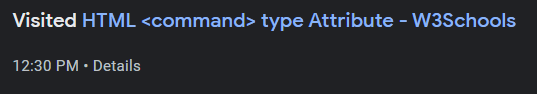 Visited HTML <command> type Attribute - W3Schools
12:30 PM • Details